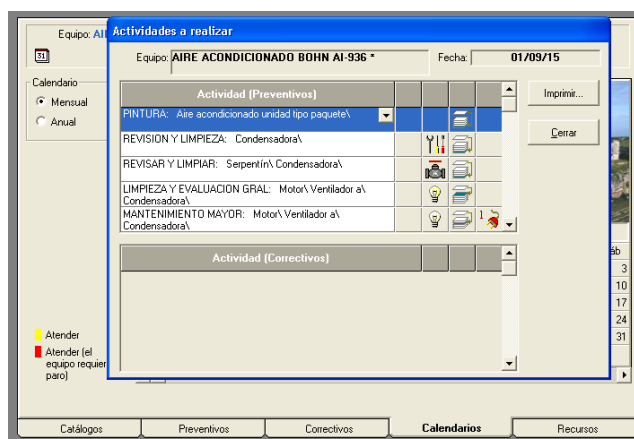 Equipo: AI
Actividades a realizar
31
Equipo: AIRE ACONDICIONADO BOHN AI-936 *
Fecha: 01/09/15
Calendario
Mensual
Anual
Actividad (Preventivos)
Imprimir...
Cerrar
PINTURA: Aire acondicionado unidad tipo paquete\
REVISION Y LIMPIEZA: Condensadora\
REVISAR Y LIMPIAR: Serpentín\ Condensadora\
LIMPIEZA Y EVALUACION GRAL: Motor\ Ventilador a\
Condensadora\
MANTENIMIENTO MAYOR: Motor\ Ventilador a\
Condensadora\
1
Actividad (Correctivos)
áb
3
10
17
24
31
Atender
Atender (el
equipo requier
paro)
Catálogos
Preventivos
Correctivos
Calendarios
Recursos